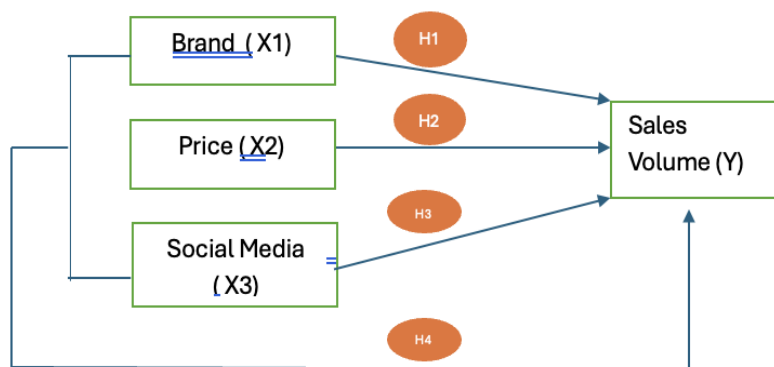 Brand ( X1)
H1
Price ( X2)
H2
Social Media
( X3)
H3
Sales
Volume (Y)
H4